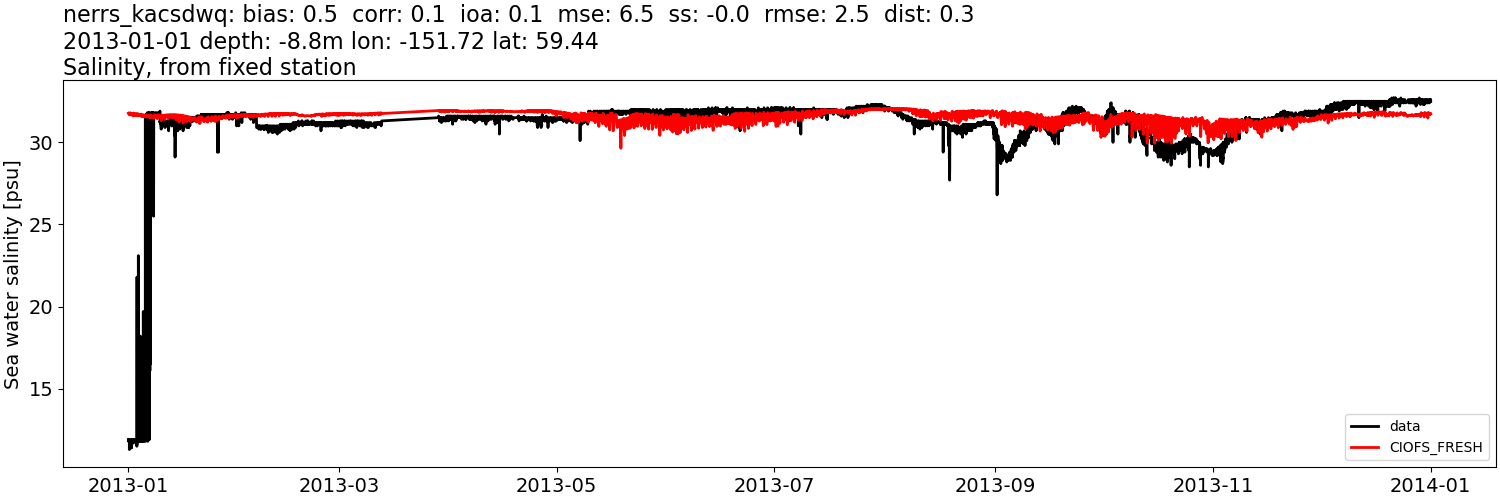 nerrs_kacsdwq: bias: 0.5  corr: 0.1  ioa: 0.1  mse: 6.5  ss: -0.0  rmse: 2.5  dist: 0.3
2013-01-01 depth: -8.8m lon: -151.72 lat: 59.44
Salinity, from fixed station
Sea water salinity [psu]
30
25
20
15
data
CIOFS_FRESH
2013-01
2013-03
2013-05
2013-07
2013-09
2013-11
2014-01